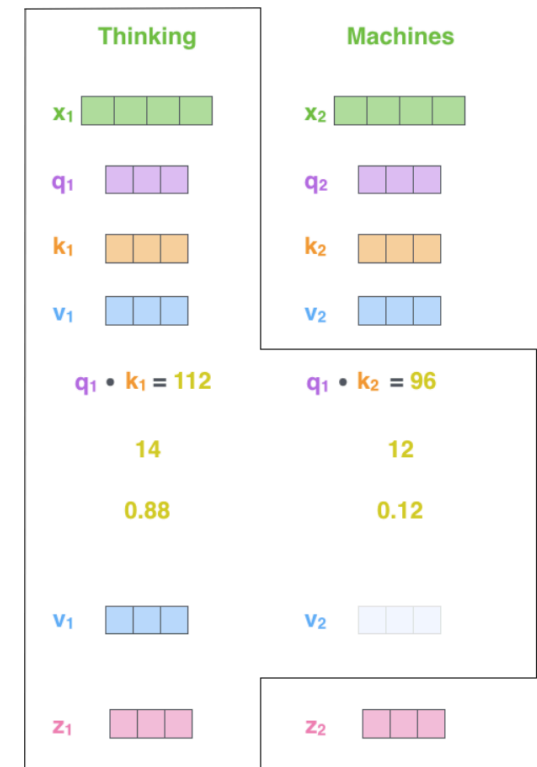 Thinking Machines
x₁ x₂
q₁ q₂
k₁ k₂
v₁ v₂
q₁ • k₁ = 112 q₁ • k₂ = 96
14 12
0.88 0.12
v₁ v₂
z₁ z₂